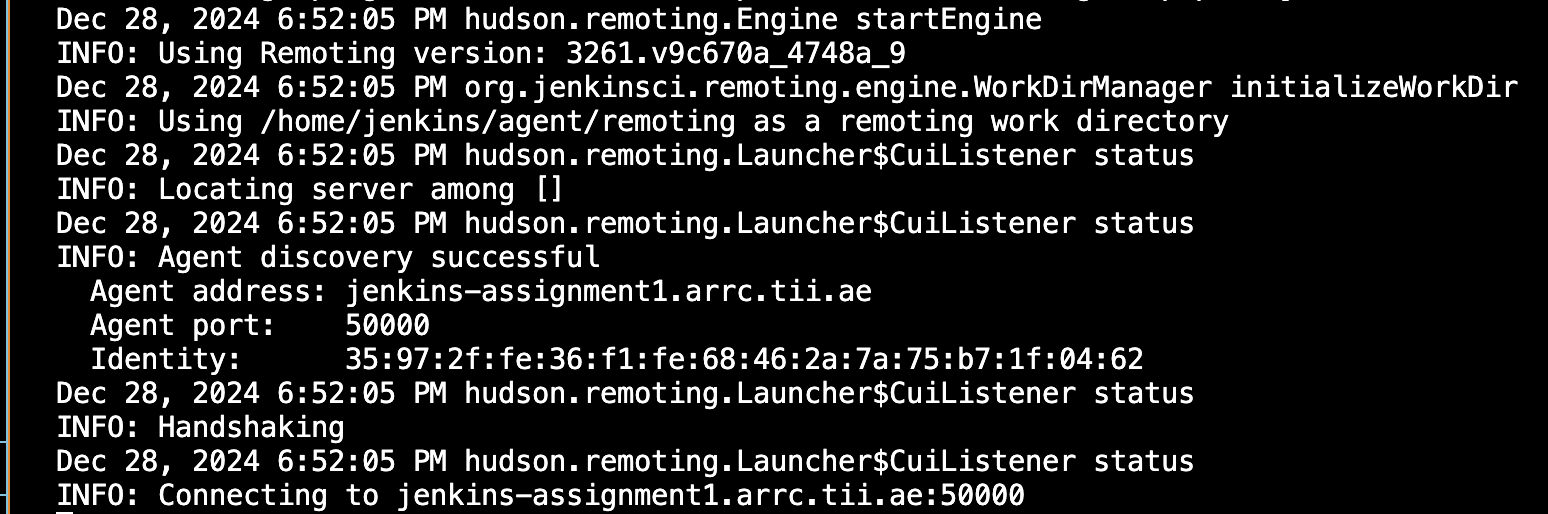 Dec 28, 2024 6:52:05 PM hudson.remoting.Engine startEngine
INFO: Using Remoting version: 3261.v9c670a_4748a_9
Dec 28, 2024 6:52:05 PM org.jenkinsci.remoting.engine.WorkDirManager initializeWorkDir
INFO: Using /home/jenkins/agent/remoting as a remoting work directory
Dec 28, 2024 6:52:05 PM hudson.remoting.Launcher$CuiListener status
INFO: Locating server among []
Dec 28, 2024 6:52:05 PM hudson.remoting.Launcher$CuiListener status
INFO: Agent discovery successful
  Agent address: jenkins-assignment1.arrc.tii.ae
  Agent port:    50000
  Identity:      35:97:2f:fe:36:f1:fe:68:46:2a:7a:75:b7:1f:04:62
Dec 28, 2024 6:52:05 PM hudson.remoting.Launcher$CuiListener status
INFO: Handshaking
Dec 28, 2024 6:52:05 PM hudson.remoting.Launcher$CuiListener status
INFO: Connecting to jenkins-assignment1.arrc.tii.ae:50000